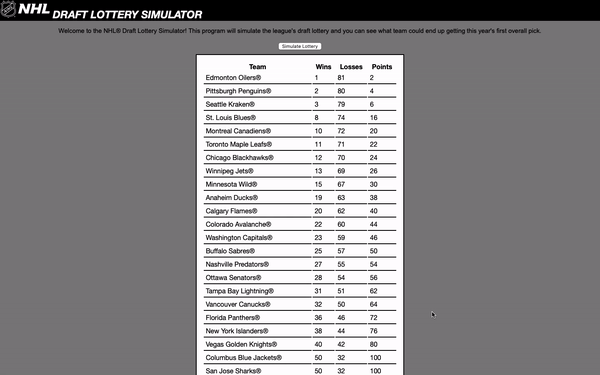 NHL DRAFT LOTTERY SIMULATOR
Welcome to the NHL® Draft Lottery Simulator! This program will simulate the league's draft lottery and you can see what team could end up getting this year's first overall pick.
Simulate Lottery
Team Wins Losses Points
Edmonton Oilers® 1 81 2
Pittsburgh Penguins® 2 80 4
Seattle Kraken® 3 79 6
St. Louis Blues® 8 74 16
Montreal Canadiens® 10 72 20
Toronto Maple Leafs® 11 71 22
Chicago Blackhawks® 12 70 24
Winnipeg Jets® 13 69 26
Minnesota Wild® 15 67 30
Anaheim Ducks® 19 63 38
Calgary Flames® 20 62 40
Colorado Avalanche® 22 60 44
Washington Capitals® 23 59 46
Buffalo Sabres® 25 57 50
Nashville Predators® 27 55 54
Ottawa Senators® 28 54 56
Tampa Bay Lightning® 31 51 62
Vancouver Canucks® 32 50 64
Florida Panthers® 36 46 72
New York Islanders® 38 44 76
Vegas Golden Knights® 40 42 80
Columbus Blue Jackets® 50 32 100
San Jose Sharks® 50 32 100